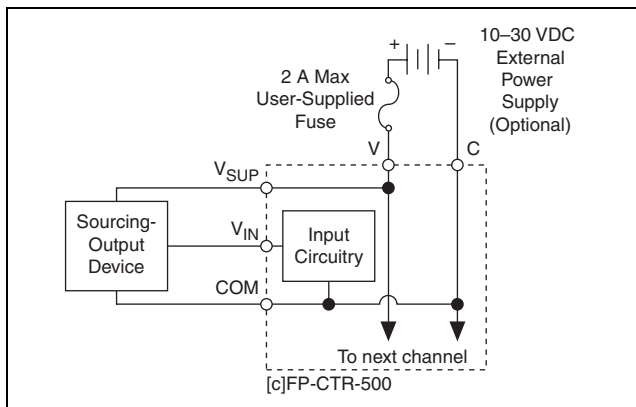 10–30 VDC
External
Power
Supply
(Optional)
+ –
2 A Max
User-Supplied
Fuse
V
C
VSUP
Sourcing-
Output
Device
VIN
Input
Circuitry
COM
To next channel
[c]FP-CTR-500